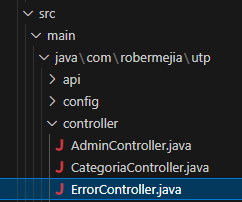 src
main
java\com\robermejia\utp
api
config
controller
AdminController.java
CategoriaController.java
ErrorController.java